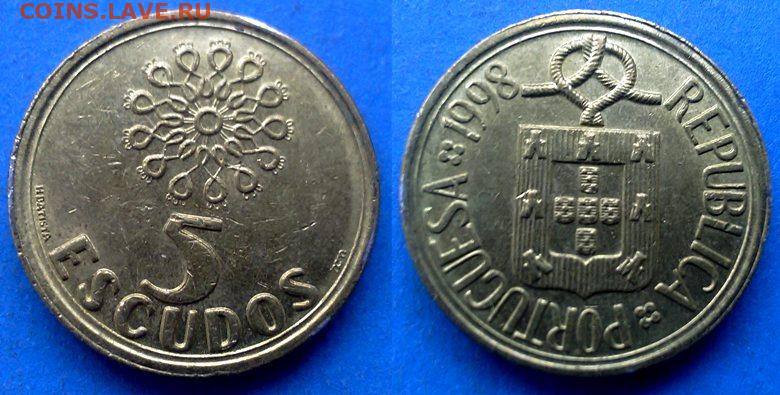 COINS.LAVE.RU
5
ESCUDOS
1998
REPUBLICA
PORTUGUESA